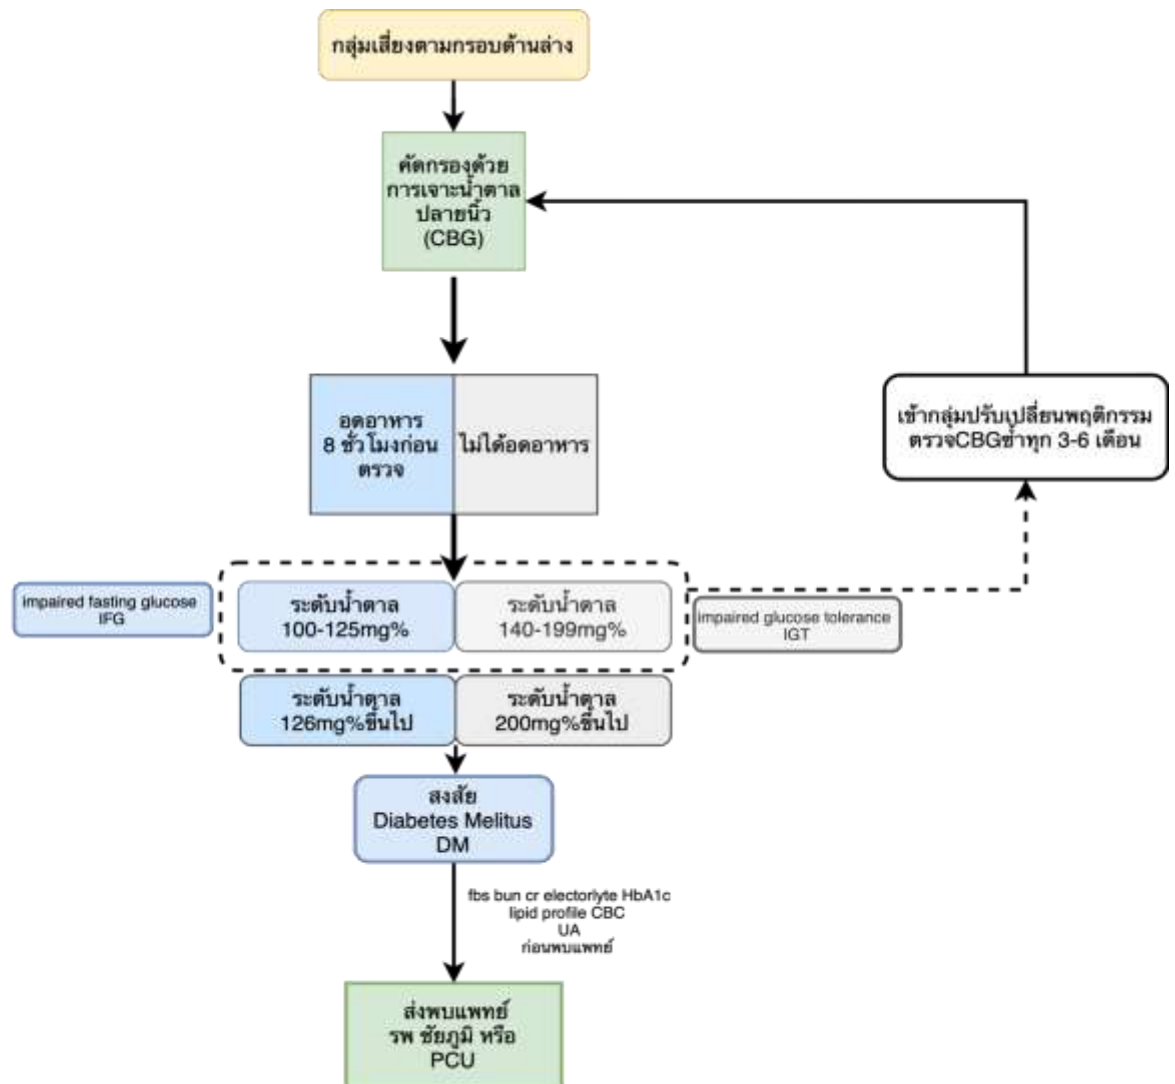 กลุ่มเสี่ยงตามกรอบด้านล่าง
คัดกรองด้วย
การเจาะน้ำตาล
ปลายนิ้ว
(CBG)
อดอาหาร
8 ชั่วโมงก่อน
ตรวจ
ไม่ได้อดอาหาร
เข้ากลุ่มปรับเปลี่ยนพฤติกรรม
ตรวจCBGซ้ำทุก 3-6 เดือน
impaired fasting glucose
IFG
ระดับน้ำตาล
100-125mg%
ระดับน้ำตาล
140-199mg%
impaired glucose tolerance
IGT
ระดับน้ำตาล
126mg%ขึ้นไป
ระดับน้ำตาล
200mg%ขึ้นไป
สงสัย
Diabetes Melitus
DM
fbs bun cr electorlyte HbA1c
lipid profile CBC
UA
ก่อนพบแพทย์
ส่งพบแพทย์
รพ ชัยภูมิ หรือ
PCU